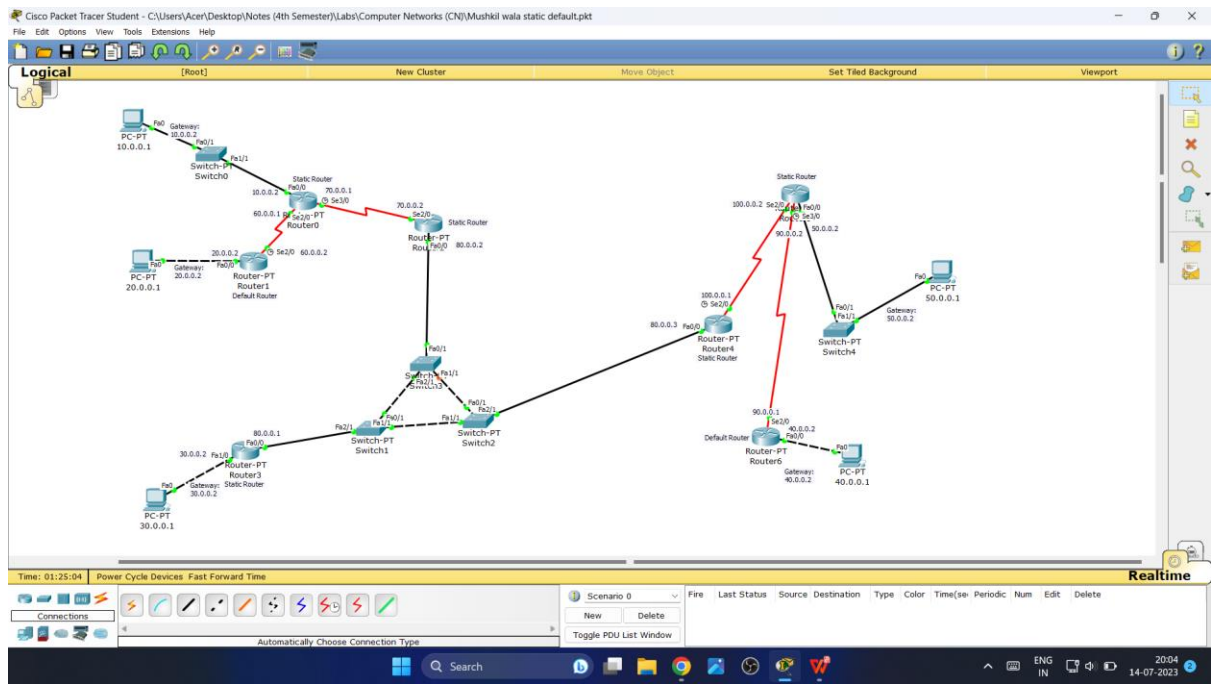 Cisco Packet Tracer Student - C:\Users\Acer\Desktop\Notes (4th Semester)\Labs\Computer Networks (CN)\Mushkil wala static default.pkt
File Edit Options View Tools Extensions Help
Logical [Root] New Cluster Move Object Set Tiled Background Viewport
Fa0
Gateway:
10.0.0.2
PC-PT
10.0.0.1
Fa0/1
Fa1/1
Switch-PT
Switch0
Static Router
10.0.0.2 Fa0/0 70.0.0.1
Se3/0
60.0.0.1 Se2/0
Router0
70.0.0.2
Se2/0
Static Router
Router-PT
Fa0/0 80.0.0.2
20.0.0.2 Se2/0 60.0.0.2
Fa0 Fa0/0
Gateway:
20.0.0.2
PC-PT
20.0.0.1
Router-PT
Router1
Default Router
Fa0/1
Fa1/1
Fa2/1
Switch3
Fa0/1
Fa2/1
Fa1/1
Switch-PT
Switch2
Fa0/1
Fa2/1 Fa1/1
Switch-PT
Switch1
80.0.0.1
Fa0/0
30.0.0.2 Fa1/0
Router-PT
Router3
Static Router
Fa0
Gateway:
30.0.0.2
PC-PT
30.0.0.1
Static Router
100.0.0.2 Se2/0 Fa0/0
Se3/0
90.0.0.2 50.0.0.2
Fa0
PC-PT
50.0.0.1
Gateway:
50.0.0.2
Fa0/1
Fa1/1
Switch-PT
Switch4
100.0.0.1
Se2/0
80.0.0.3 Fa0/0
Router-PT
Router4
Static Router
90.0.0.1
Se2/0
40.0.0.2
Default Router Fa0/0
Router-PT
Router6
Fa0
Gateway:
40.0.0.2
PC-PT
40.0.0.1
Time: 01:25:04 Power Cycle Devices Fast Forward Time Realtime
Connections
Automatically Choose Connection Type
Scenario 0
New Delete
Toggle PDU List Window
Fire Last Status Source Destination Type Color Time(se Periodic Num Edit Delete
Search
ENG
IN
20:04
14-07-2023
2